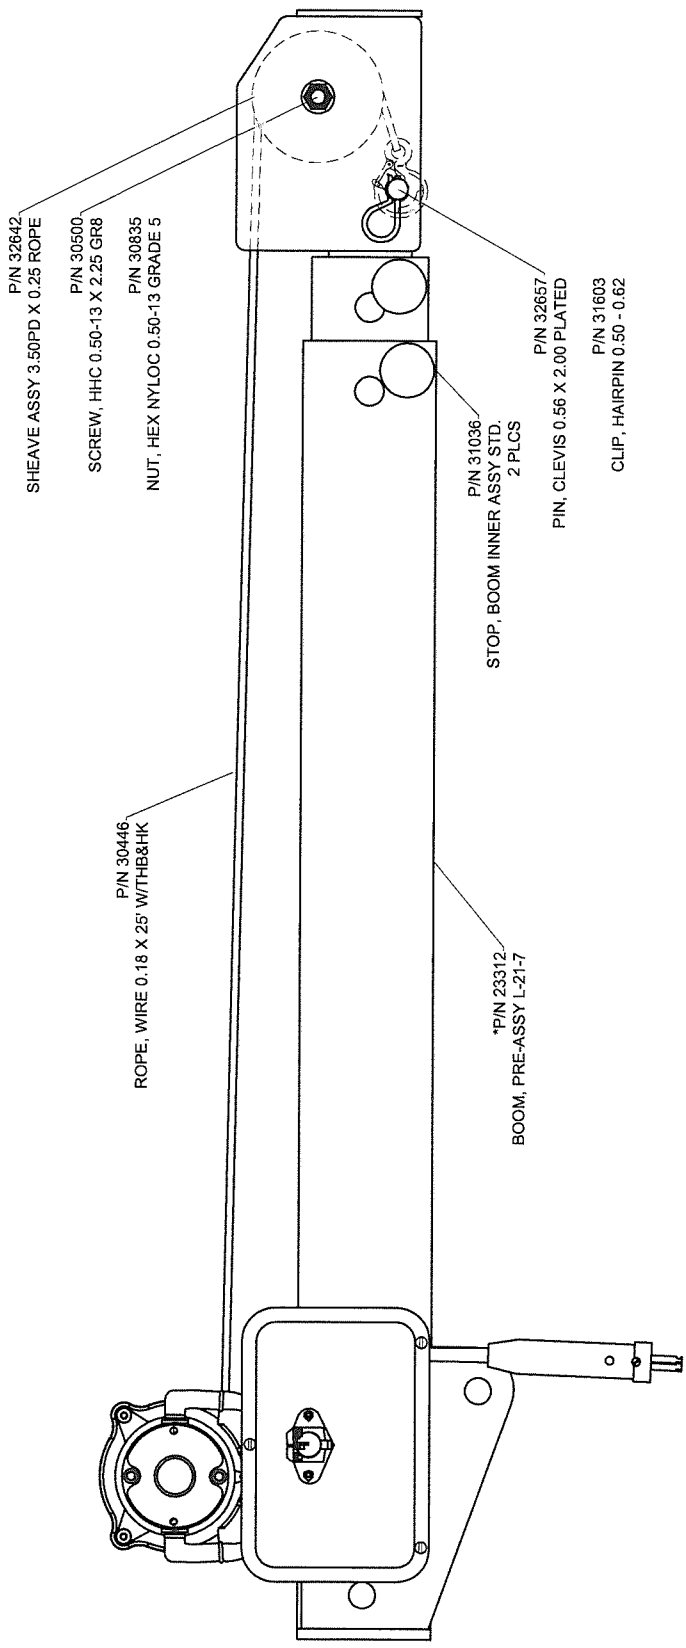 P/N 32642
SHEAVE ASSY 3.50PD X 0.25 ROPE
P/N 30500
SCREW, HHC 0.50-13 X 2.25 GR8
P/N 30835
NUT, HEX NYLOC 0.50-13 GRADE 5
P/N 30446
ROPE, WIRE 0.18 X 25' W/THB&HK
P/N 31036
STOP, BOOM INNER ASSY STD.
2 PLCS
P/N 32657
PIN, CLEVIS 0.56 X 2.00 PLATED
P/N 31603
CLIP, HAIRPIN 0.50 - 0.62
*P/N 23312
BOOM, PRE-ASSY L-21-7